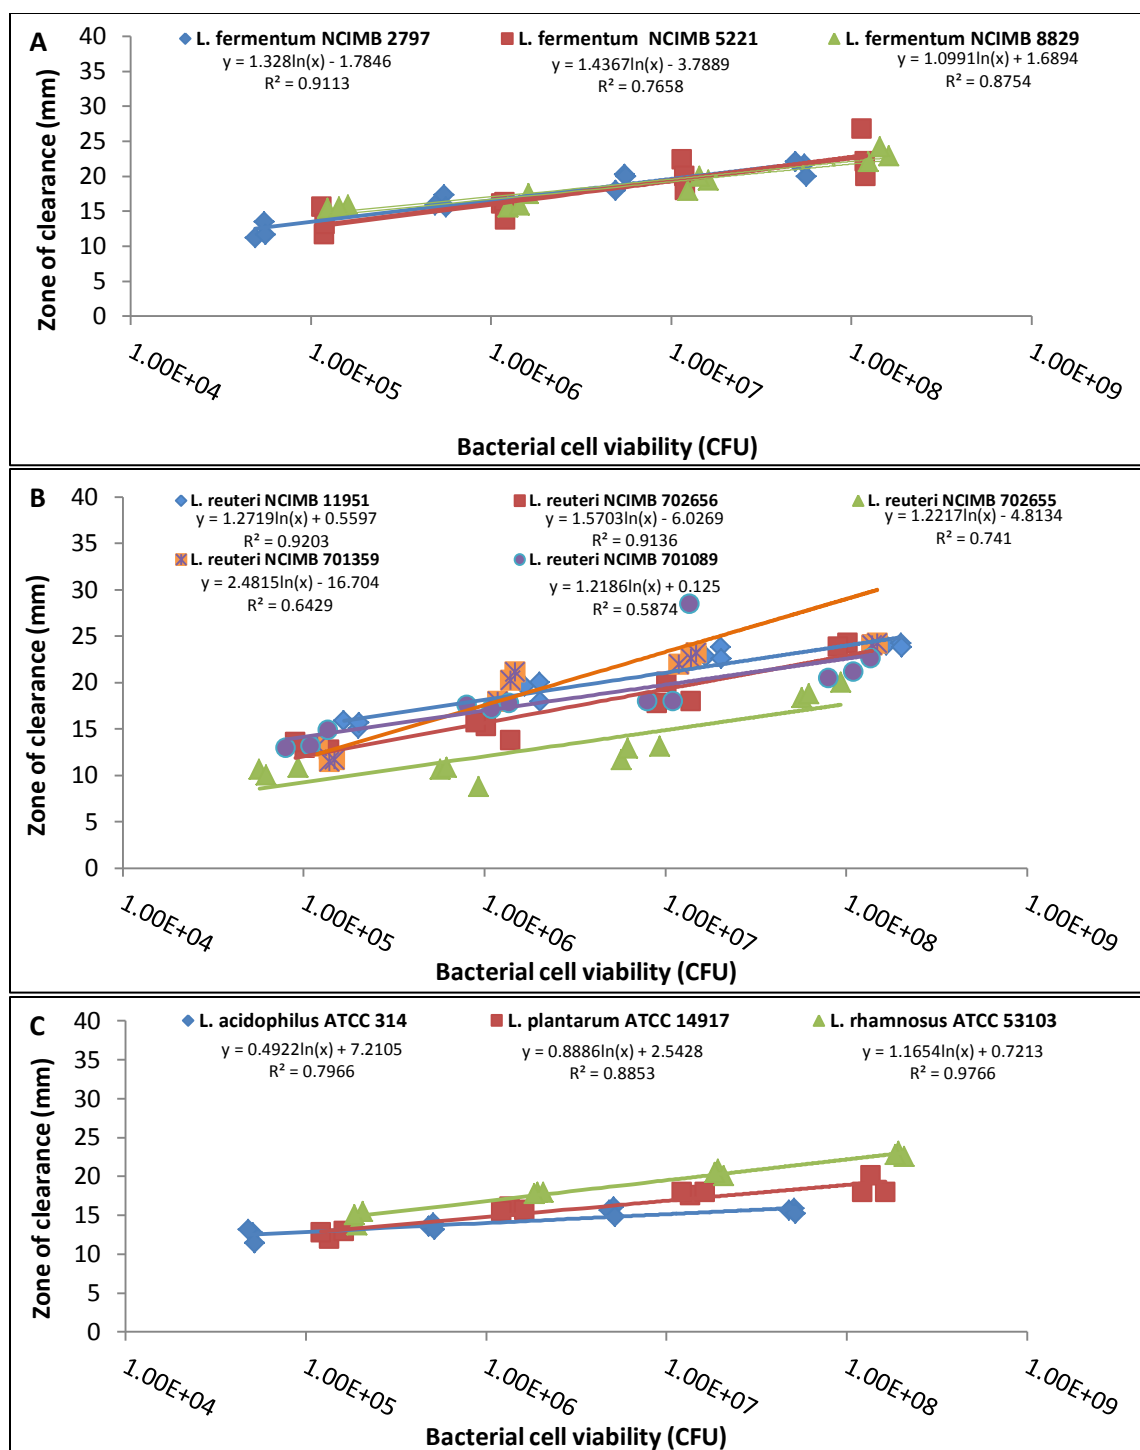 A
L. fermentum NCIMB 2797
L. fermentum NCIMB 5221
L. fermentum NCIMB 8829
y = 1.328ln(x) - 1.7846
R² = 0.9113
y = 1.4367ln(x) - 3.7889
R² = 0.7658
y = 1.0991ln(x) + 1.6894
R² = 0.8754
Zone of clearance (mm)
40
35
30
25
20
15
10
5
0
1.00E+04
1.00E+05
1.00E+06
1.00E+07
1.00E+08
1.00E+09
Bacterial cell viability (CFU)
B
L. reuteri NCIMB 11951
y = 1.2719ln(x) + 0.5597
R² = 0.9203
L. reuteri NCIMB 702656
y = 1.5703ln(x) - 6.0269
R² = 0.9136
L. reuteri NCIMB 702655
y = 1.2217ln(x) - 4.8134
R² = 0.741
L. reuteri NCIMB 701359
y = 2.4815ln(x) - 16.704
R² = 0.6429
L. reuteri NCIMB 701089
y = 1.2186ln(x) + 0.125
R² = 0.5874
Zone of clearance (mm)
40
35
30
25
20
15
10
5
0
1.00E+04
1.00E+05
1.00E+06
1.00E+07
1.00E+08
1.00E+09
Bacterial cell viability (CFU)
C
L. acidophilus ATCC 314
L. plantarum ATCC 14917
L. rhamnosus ATCC 53103
y = 0.4922ln(x) + 7.2105
R² = 0.7966
y = 0.8886ln(x) + 2.5428
R² = 0.8853
y = 1.1654ln(x) + 0.7213
R² = 0.9766
Zone of clearance (mm)
40
35
30
25
20
15
10
5
0
1.00E+04
1.00E+05
1.00E+06
1.00E+07
1.00E+08
1.00E+09
Bacterial cell viability (CFU)